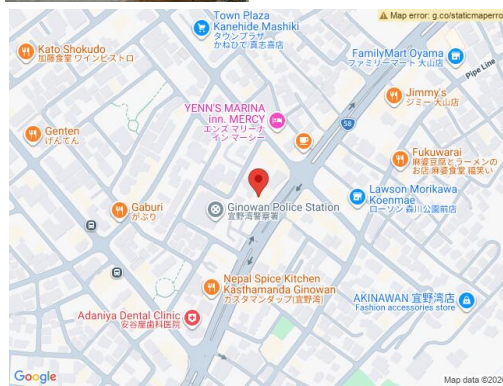 Map error: g.co/staticmaperr
Town Plaza
Kanehide Mashiki
タウンプラザ
かねひで 真志喜店
Kato Shokudo
加藤食堂 ワインビストロ
FamilyMart Oyama
ファミリーマート 大山店
Pipe Line
Jimmy's
ジミー 大山店
YENN'S MARINA
inn. MERCY
エンズ マリーナ
イン マーシー
58
Genten
げんてん
Fukuwarai
麻婆豆腐とラーメンの
お店 麻婆食堂 福笑い
Lawson Morikawa
Koenmae
ローソン 森川公園前店
Gaburi
がぶり
Ginowan Police Station
宜野湾警察署
Nepal Spice Kitchen
Kasthamanda Ginowan
カスタマンダップ(宜野湾)
AKINAWAN 宜野湾店
Fashion accessories store
Adaniya Dental Clinic
安谷屋歯科医院
Google
Map data ©202